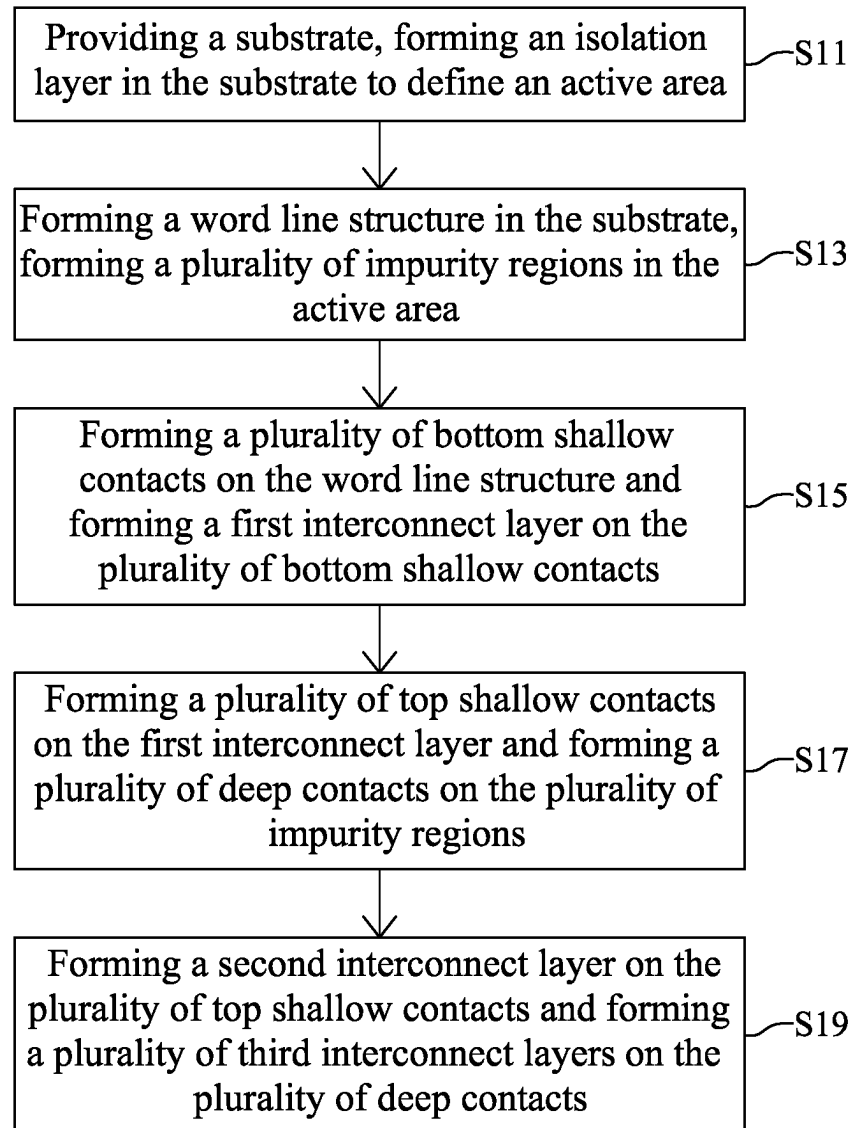 Providing a substrate, forming an isolation
layer in the substrate to define an active area
S11
Forming a word line structure in the substrate,
forming a plurality of impurity regions in the
active area
S13
Forming a plurality of bottom shallow
contacts on the word line structure and
forming a first interconnect layer on the
plurality of bottom shallow contacts
S15
Forming a plurality of top shallow contacts
on the first interconnect layer and forming a
plurality of deep contacts on the plurality of
impurity regions
S17
Forming a second interconnect layer on the
plurality of top shallow contacts and forming
a plurality of third interconnect layers on the
plurality of deep contacts
S19